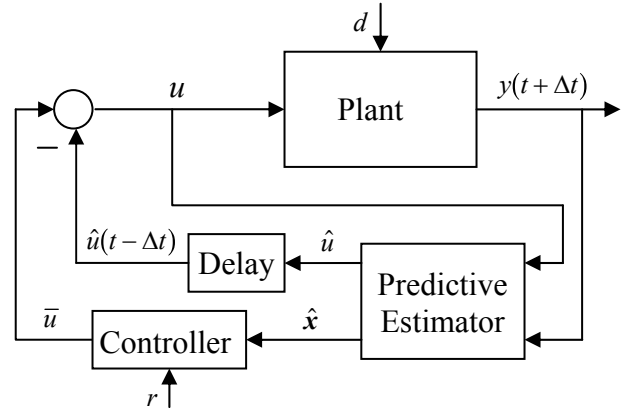 d
u
Plant
y(t + Δt)
−
û(t − Δt)
Delay
û
Predictive
Estimator
ū
Controller
x̂
r